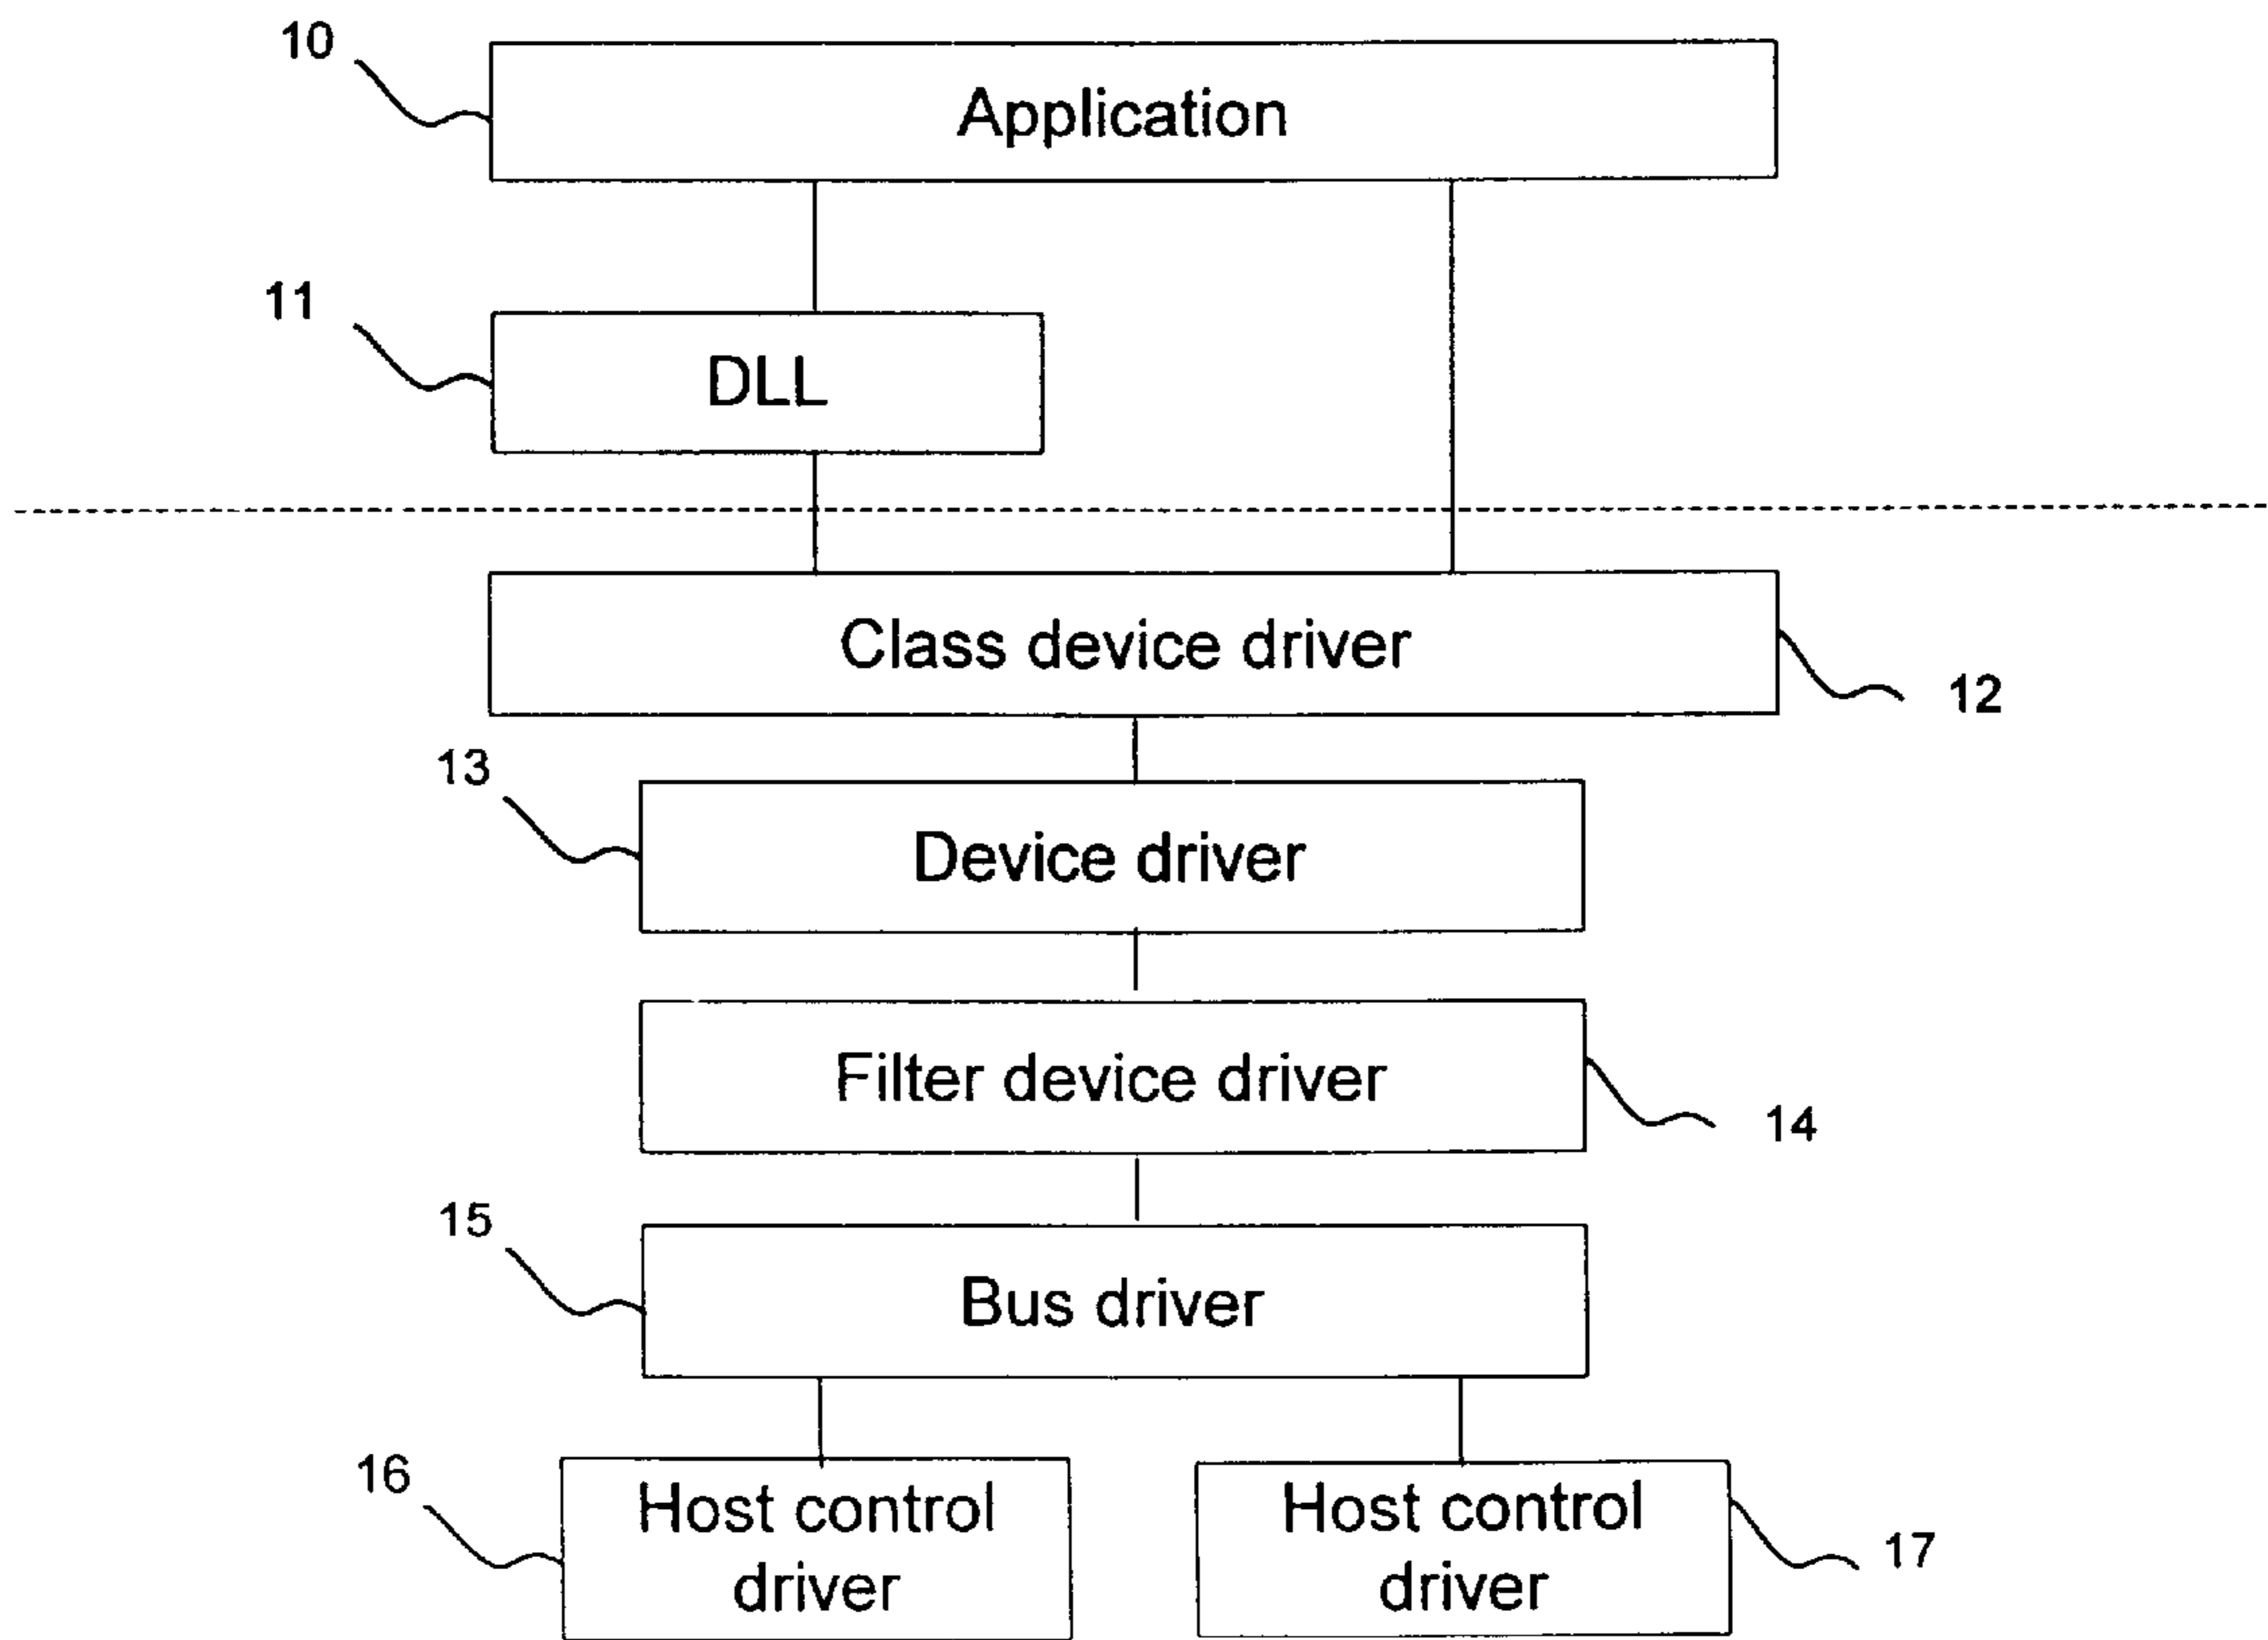 10
Application
11
DLL
Class device driver
12
13
Device driver
Filter device driver
14
15
Bus driver
16
Host control
driver
Host control
driver
17